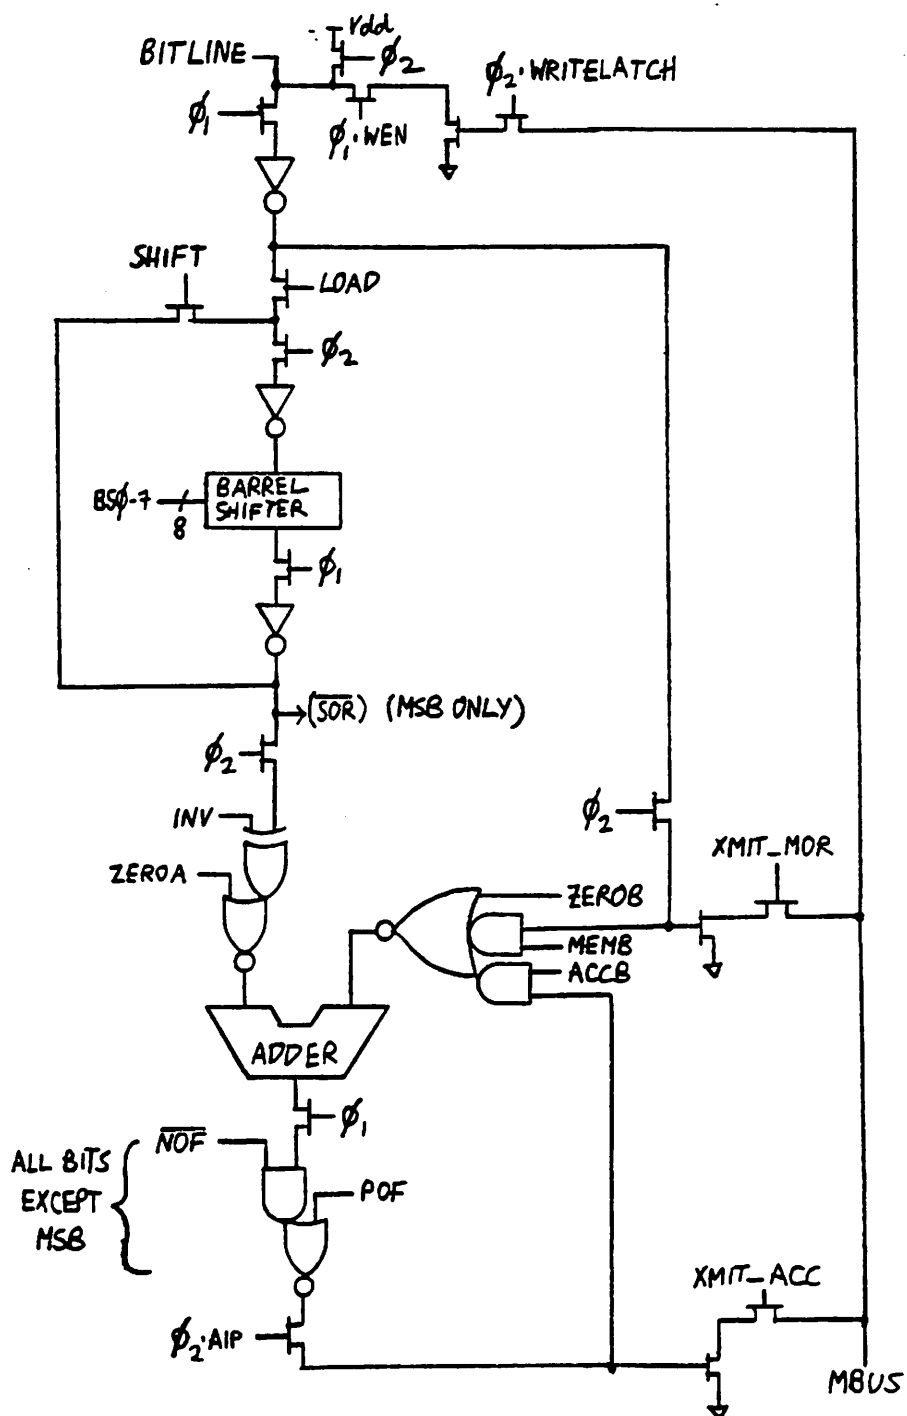 Vdd
BITLINE
ϕ2
ϕ2·WRITELATCH
ϕ1
ϕ1·WEN
SHIFT
LOAD
ϕ2
BSϕ-7
8
BARREL
SHIFTER
ϕ1
(S̅O̅R̅) (MSB ONLY)
ϕ2
INV
ϕ2
XMIT_MOR
ZEROA
ZEROB
MEMB
ACCB
ADDER
ϕ1
N̅O̅F̅
ALL BITS
EXCEPT
MSB
POF
XMIT_ACC
ϕ2·AIP
MBUS